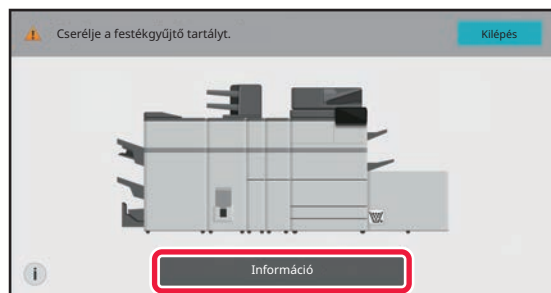 Cserélje a festékgyűjtő tartályt.
Kilépés
Információ
i